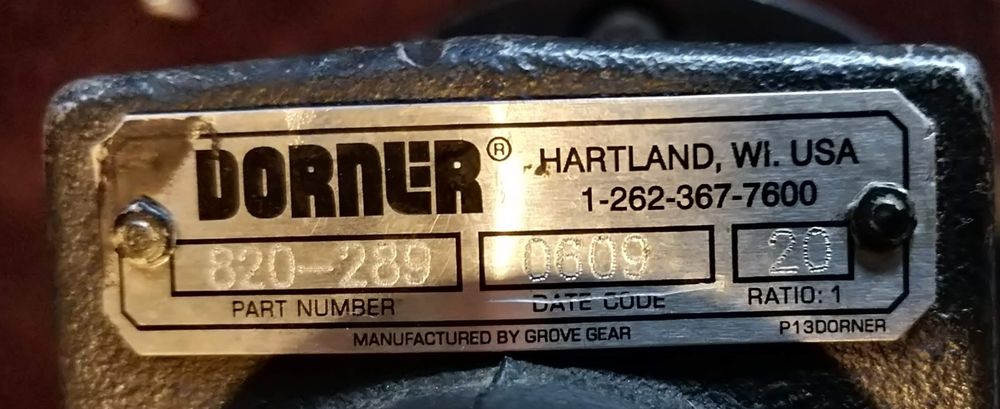 DORNER® HARTLAND, WI. USA
1-262-367-7600
820-289 0609 20
PART NUMBER DATE CODE RATIO: 1
MANUFACTURED BY GROVE GEAR P13DORNER